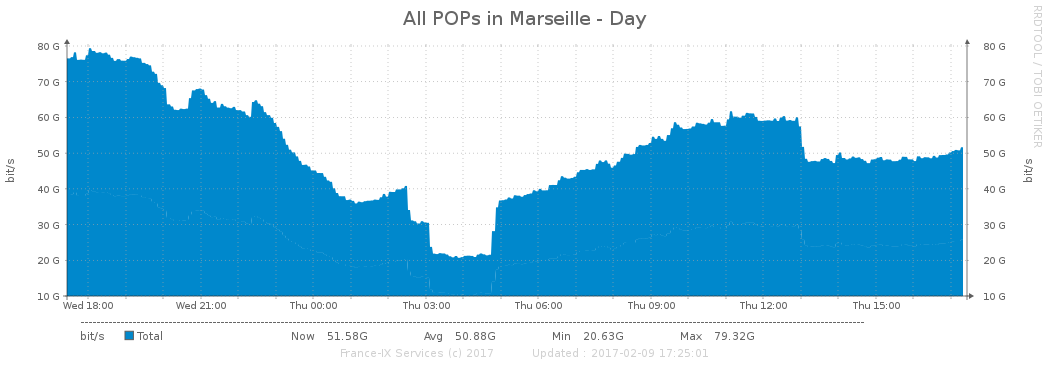 All POPs in Marseille - Day
RRDTOOL / TOBI OETIKER
bit/s
bit/s
80 G 80 G
70 G 70 G
60 G 60 G
50 G 50 G
40 G 40 G
30 G 30 G
20 G 20 G
10 G 10 G
Wed 18:00 Wed 21:00 Thu 00:00 Thu 03:00 Thu 06:00 Thu 09:00 Thu 12:00 Thu 15:00
bit/s Total Now 51.58G Avg 50.88G Min 20.63G Max 79.32G
France-IX Services (c) 2017 Updated : 2017-02-09 17:25:01